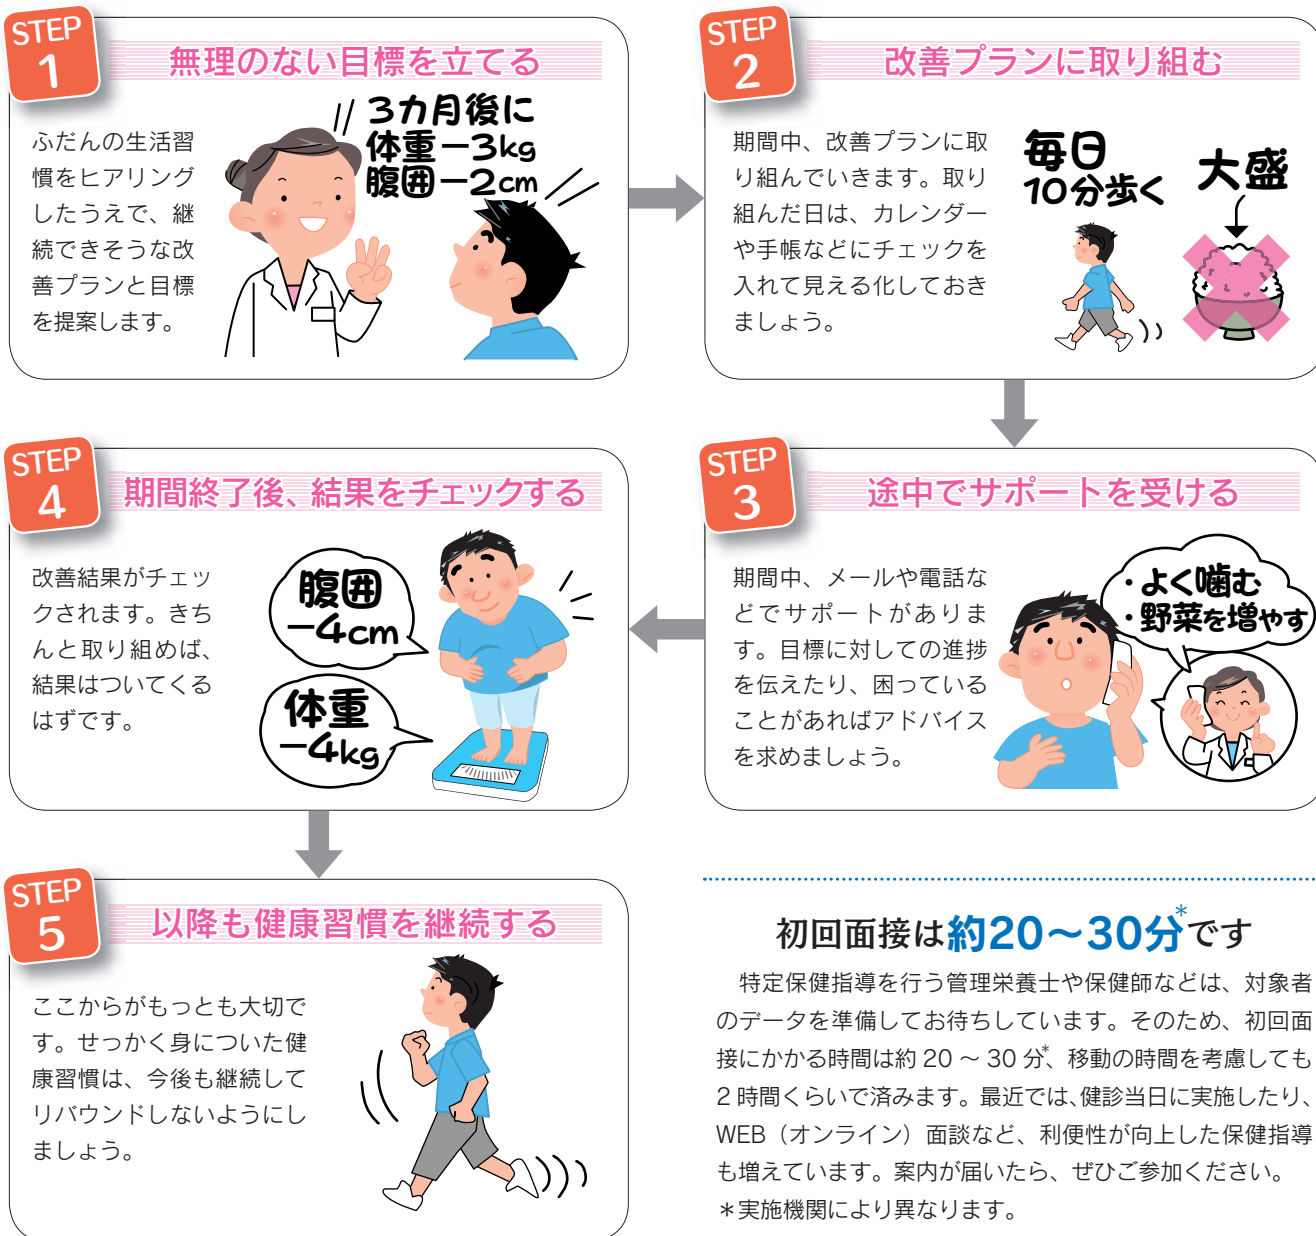 STEP
1
無理のない目標を立てる
ふだんの生活習
慣をヒアリング
したうえで、継
続できそうな改
善プランと目標
を提案します。
3カ月後に
体重－3kg
腹囲－2cm
STEP
2
改善プランに取り組む
期間中、改善プランに取
り組んでいきます。取り
組んだ日は、カレンダー
や手帳などにチェックを
入れて見える化しておき
ましょう。
毎日
10分歩く
大盛
STEP
3
途中でサポートを受ける
期間中、メールや電話な
どでサポートがありま
す。目標に対しての進捗
を伝えたり、困っている
ことがあればアドバイス
を求めましょう。
・よく噛む
・野菜を増やす
STEP
4
期間終了後、結果をチェックする
改善結果がチェッ
クされます。きち
んと取り組めば、
結果はついてくる
はずです。
腹囲
－4cm
体重
－4kg
STEP
5
以降も健康習慣を継続する
ここからがもっとも大切で
す。せっかく身についた健
康習慣は、今後も継続して
リバウンドしないようにし
ましょう。
初回面接は約20～30分*です
特定保健指導を行う管理栄養士や保健師などは、対象者
のデータを準備してお待ちしています。そのため、初回面
接にかかる時間は約 20 ～ 30 分*、移動の時間を考慮しても
2 時間くらいで済みます。最近では、健診当日に実施したり、
WEB（オンライン）面談など、利便性が向上した保健指導
も増えています。案内が届いたら、ぜひご参加ください。
＊実施機関により異なります。